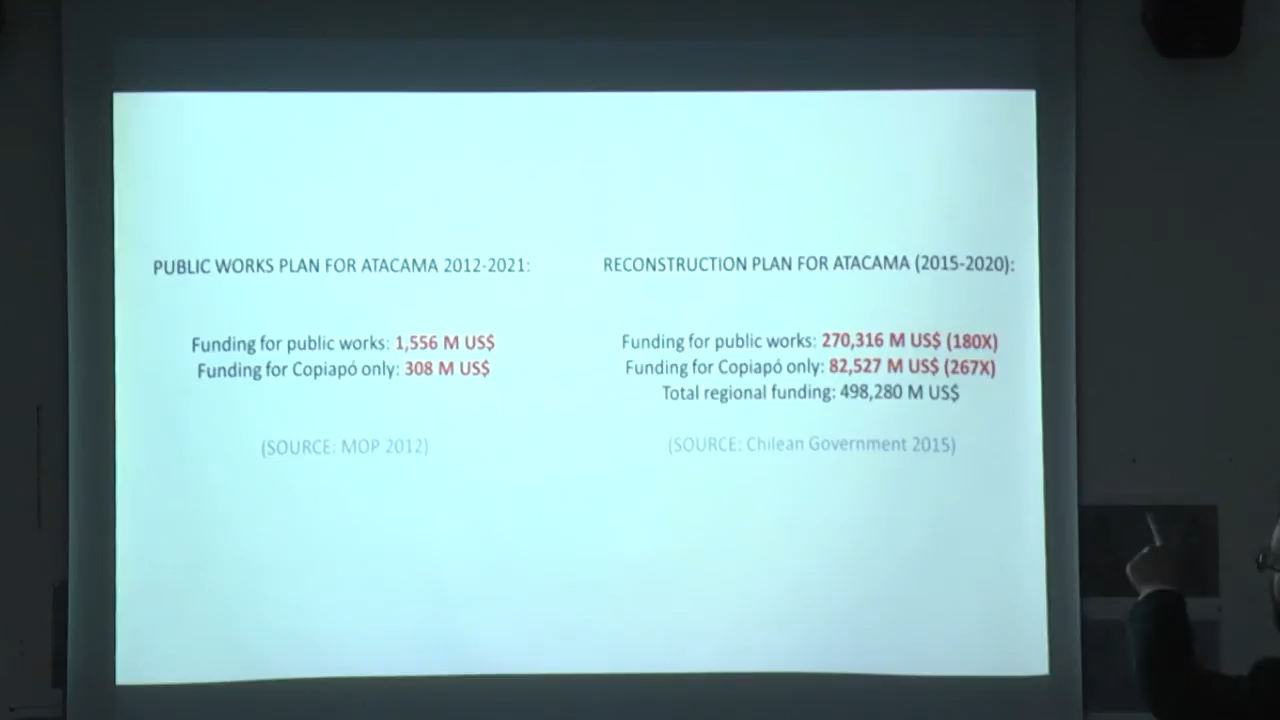 PUBLIC WORKS PLAN FOR ATACAMA 2012-2021:
Funding for public works: 1,556 M US$
Funding for Copiapó only: 308 M US$
(SOURCE: MOP 2012)
RECONSTRUCTION PLAN FOR ATACAMA (2015-2020):
Funding for public works: 270,316 M US$ (180X)
Funding for Copiapó only: 82,527 M US$ (267X)
Total regional funding: 498,280 M US$
(SOURCE: Chilean Government 2015)